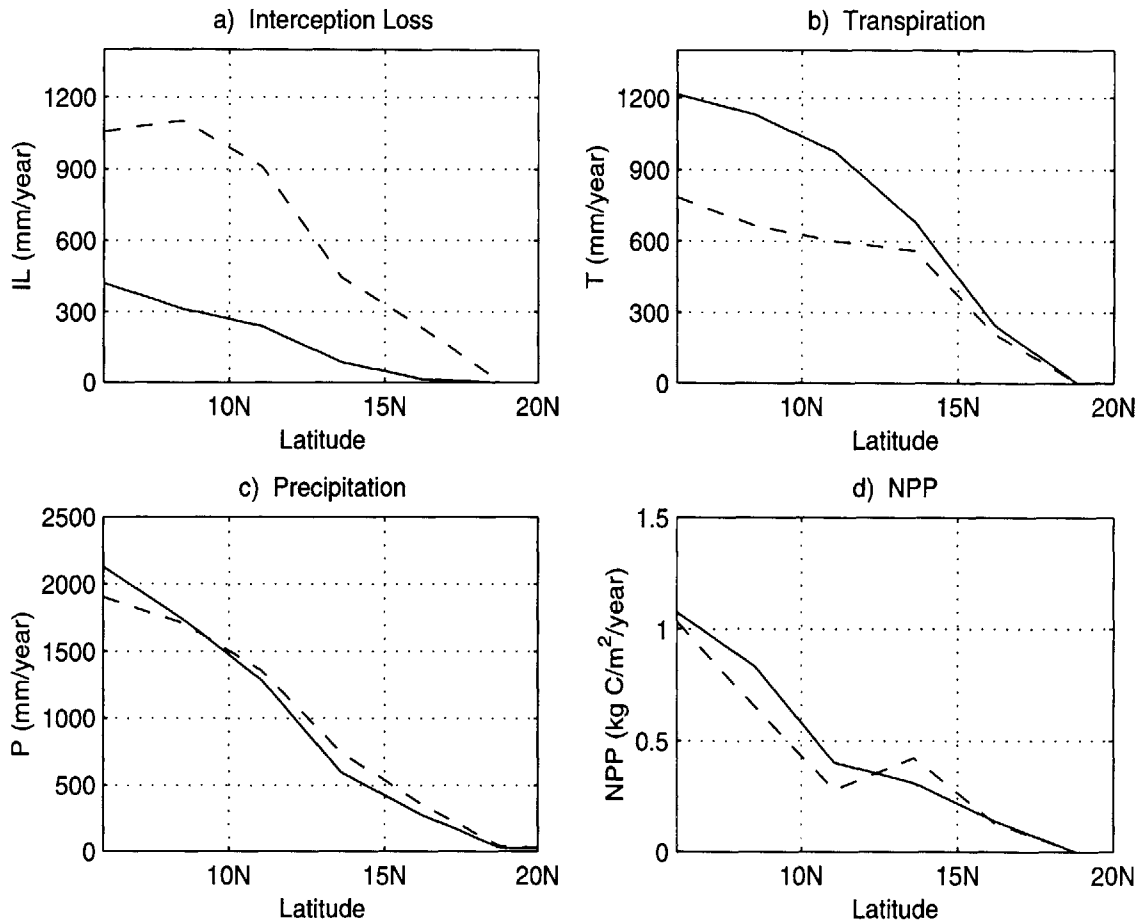 a) Interception Loss
IL (mm/year)
1200
900
600
300
0
10N 15N 20N
Latitude
b) Transpiration
T (mm/year)
1200
900
600
300
0
10N 15N 20N
Latitude
c) Precipitation
P (mm/year)
2500
2000
1500
1000
500
0
10N 15N 20N
Latitude
d) NPP
NPP (kg C/m²/year)
1.5
1
0.5
0
10N 15N 20N
Latitude